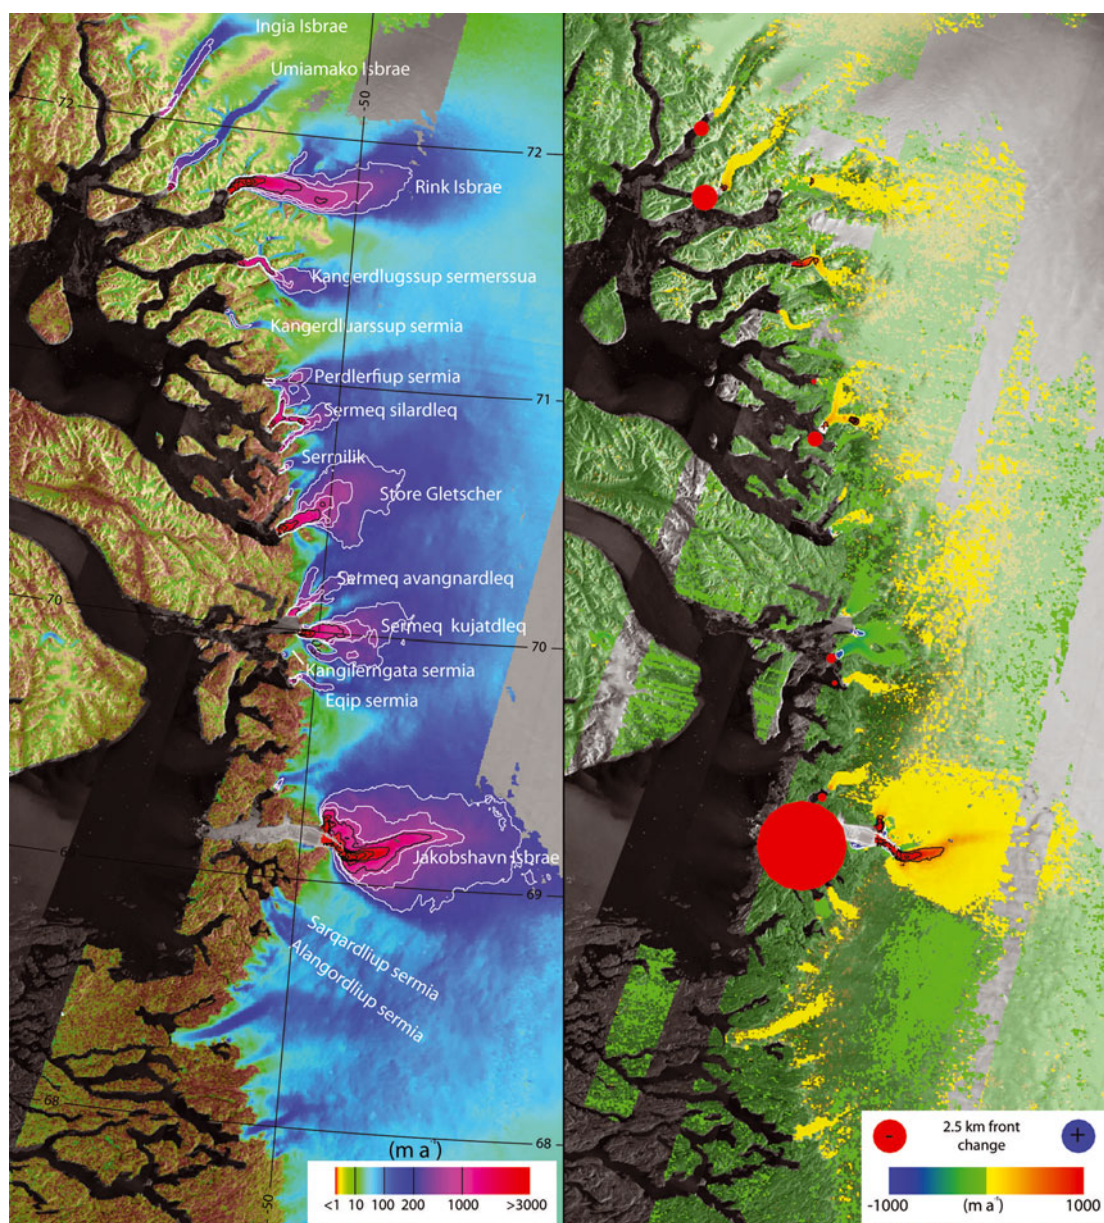 Ingia Isbrae
Umiamako Isbrae
-50
72
72
Rink Isbrae
Kangerdlugssup sermerssua
Kangerdluarssup sermia
Perdlerfiup sermia
71
Sermeq silardleq
Sermilik
Store Gletscher
Sermeq avangnardleq
70
Sermeq kujatdleq
70
Kangilerngata sermia
Eqip sermia
Jakobshavn Isbrae
69
69
Sarqardliup sermia
Alangordliup sermia
68
68
(m a⁻¹)
-50
<1 10 100 200 1000 >3000
- 2.5 km front +
change
-1000 (m a⁻¹) 1000